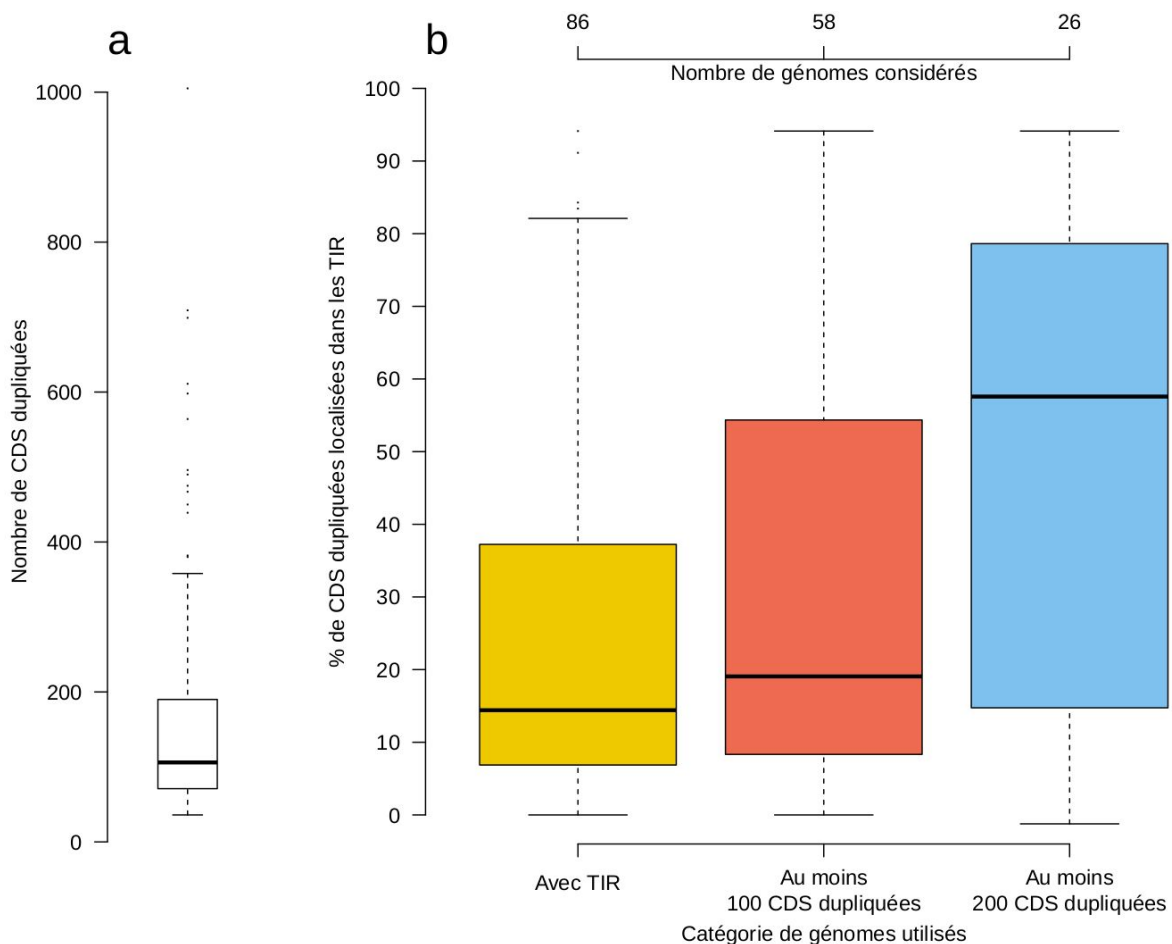 a
1000
800
600
400
200
0
Nombre de CDS dupliquées
b
86
58
26
Nombre de génomes considérés
100
90
80
70
60
50
40
30
20
10
0
% de CDS dupliquées localisées dans les TIR
Avec TIR
Au moins
100 CDS dupliquées
Au moins
200 CDS dupliquées
Catégorie de génomes utilisés